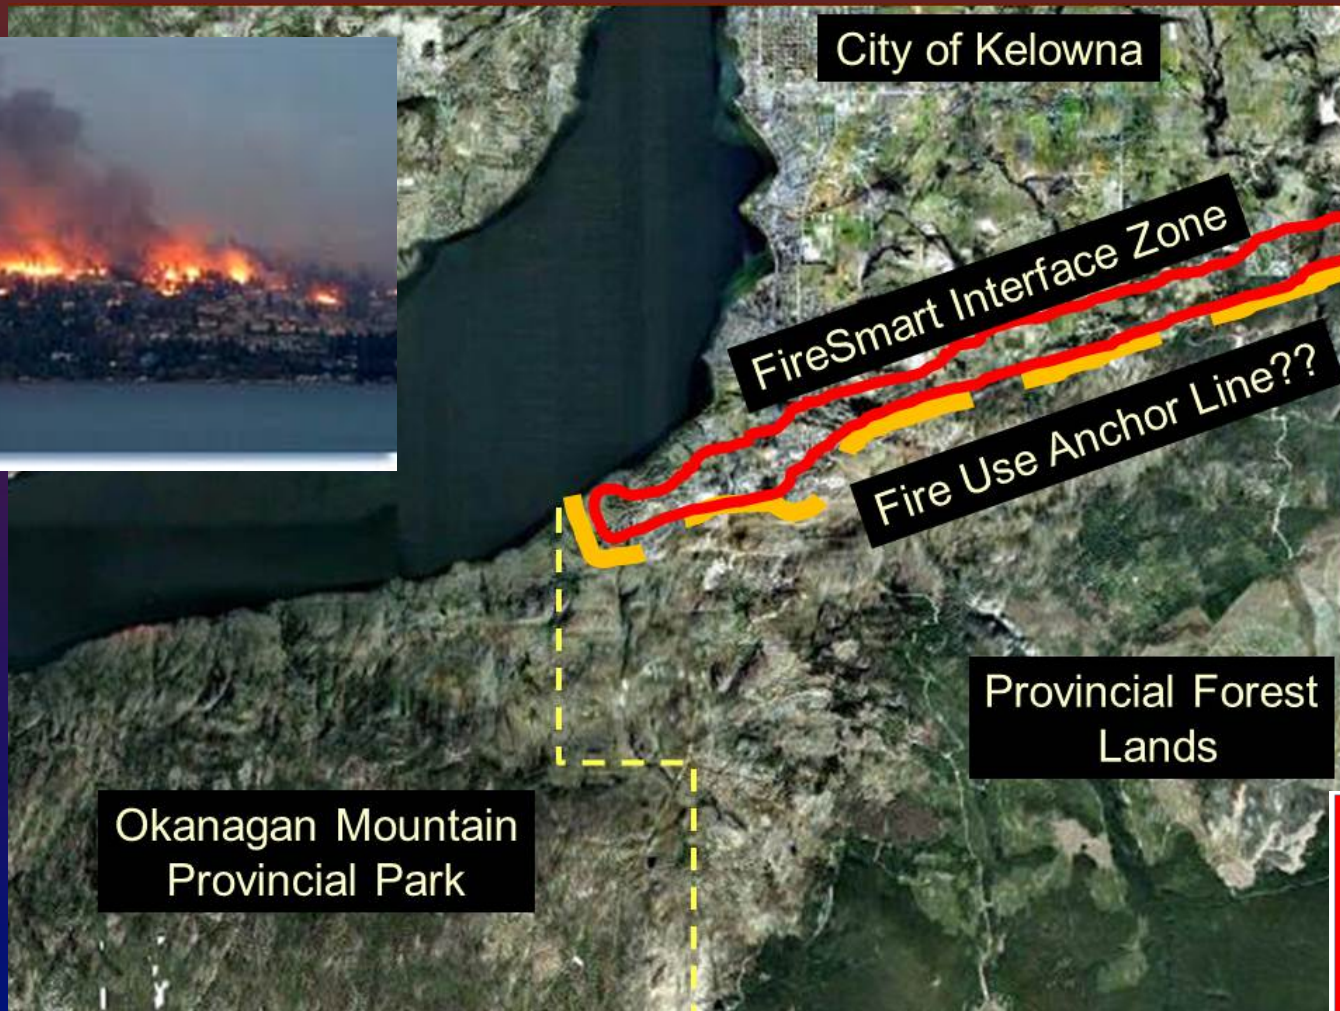 City of Kelowna
FireSmart Interface Zone
Fire Use Anchor Line??
Provincial Forest
Lands
Okanagan Mountain
Provincial Park